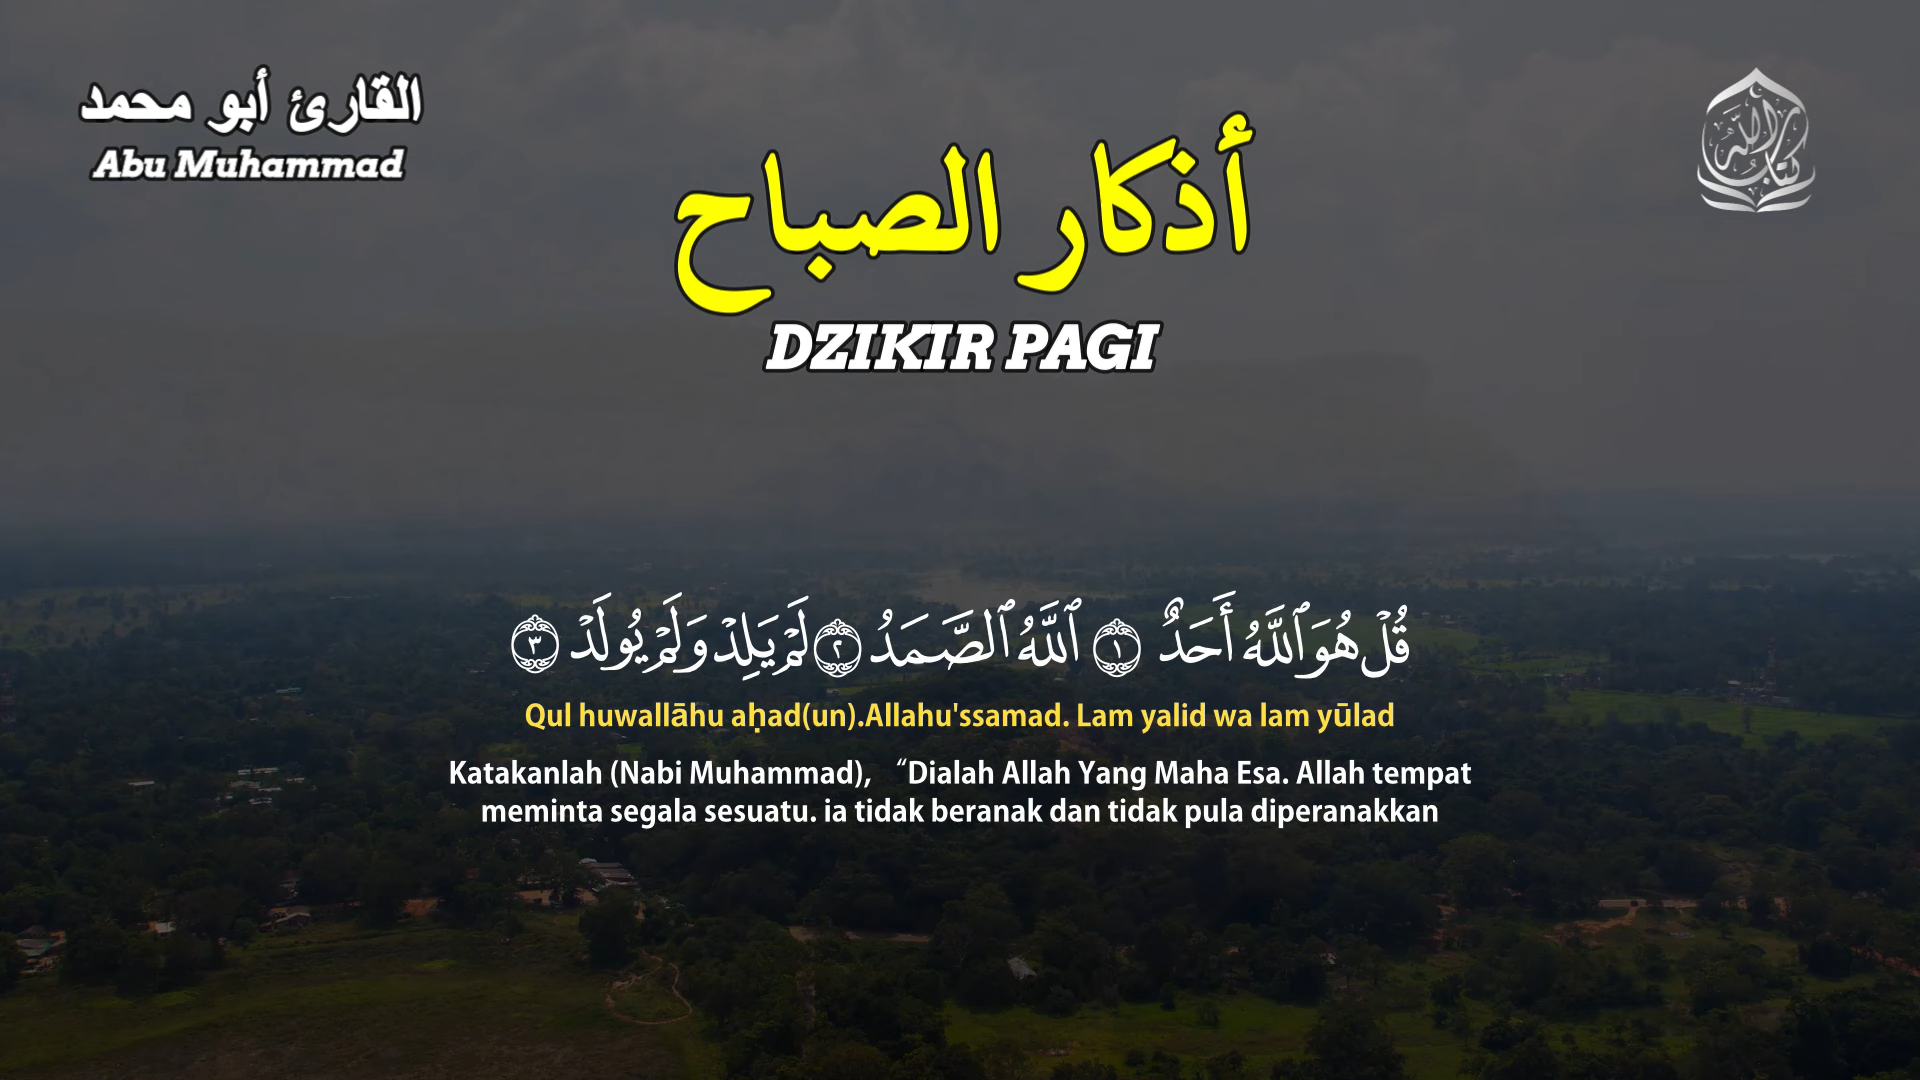 القارئ أبو محمد
Abu Muhammad
كتاب الله
أذكار الصباح
DZIKIR PAGI
قُلْ هُوَ ٱللَّهُ أَحَدٌ ١ ٱللَّهُ ٱلصَّمَدُ ٢ لَمْ يَلِدْ وَلَمْ يُولَدْ ٣
Qul huwallāhu aḥad(un).Allahu'ssamad. Lam yalid wa lam yūlad
Katakanlah (Nabi Muhammad), “Dialah Allah Yang Maha Esa. Allah tempat
meminta segala sesuatu. ia tidak beranak dan tidak pula diperanakkan